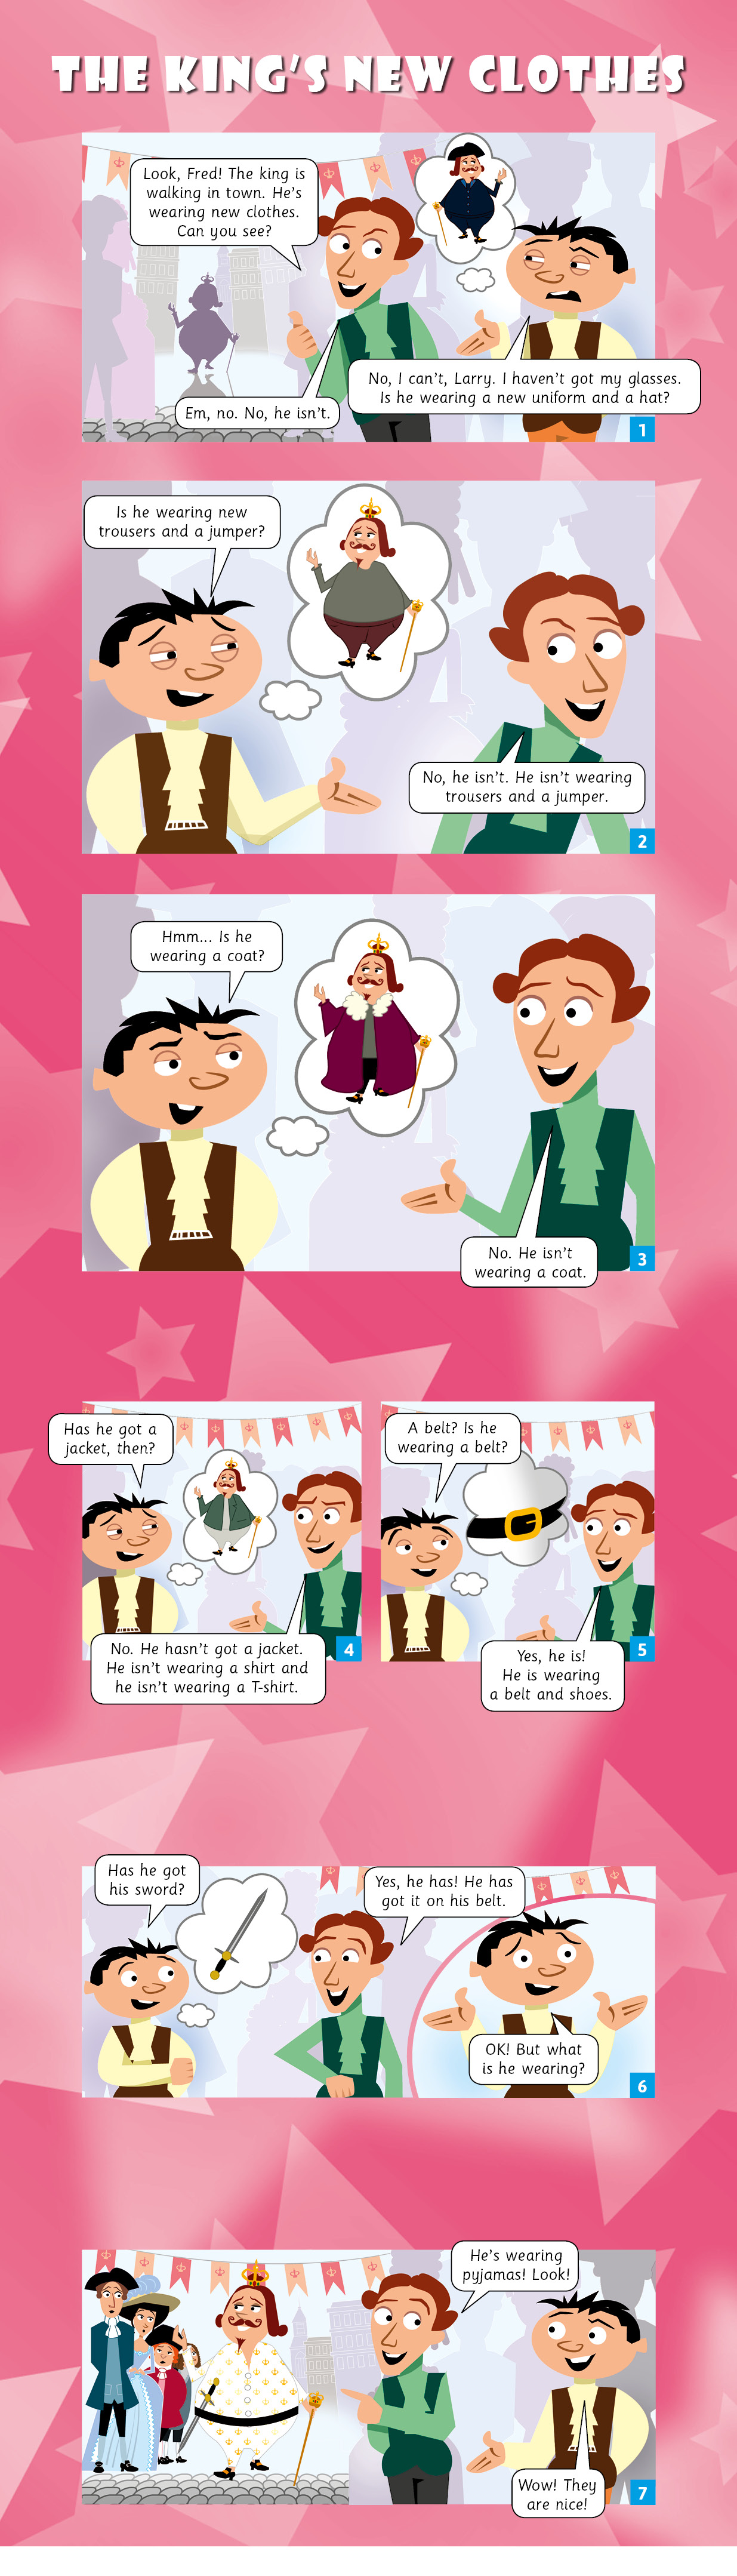 THE KING'S NEW CLOTHES
Look, Fred! The king is
walking in town. He's
wearing new clothes.
Can you see?
No, I can't, Larry. I haven't got my glasses.
Is he wearing a new uniform and a hat?
Em, no. No, he isn't.
1
Is he wearing new
trousers and a jumper?
No, he isn't. He isn't wearing
trousers and a jumper.
2
Hmm... Is he
wearing a coat?
No. He isn't
wearing a coat.
3
Has he got a
jacket, then?
No. He hasn't got a jacket.
He isn't wearing a shirt and
he isn't wearing a T-shirt.
4
A belt? Is he
wearing a belt?
Yes, he is!
He is wearing
a belt and shoes.
5
Has he got
his sword?
Yes, he has! He has
got it on his belt.
OK! But what
is he wearing?
6
He's wearing
pyjamas! Look!
Wow! They
are nice!
7